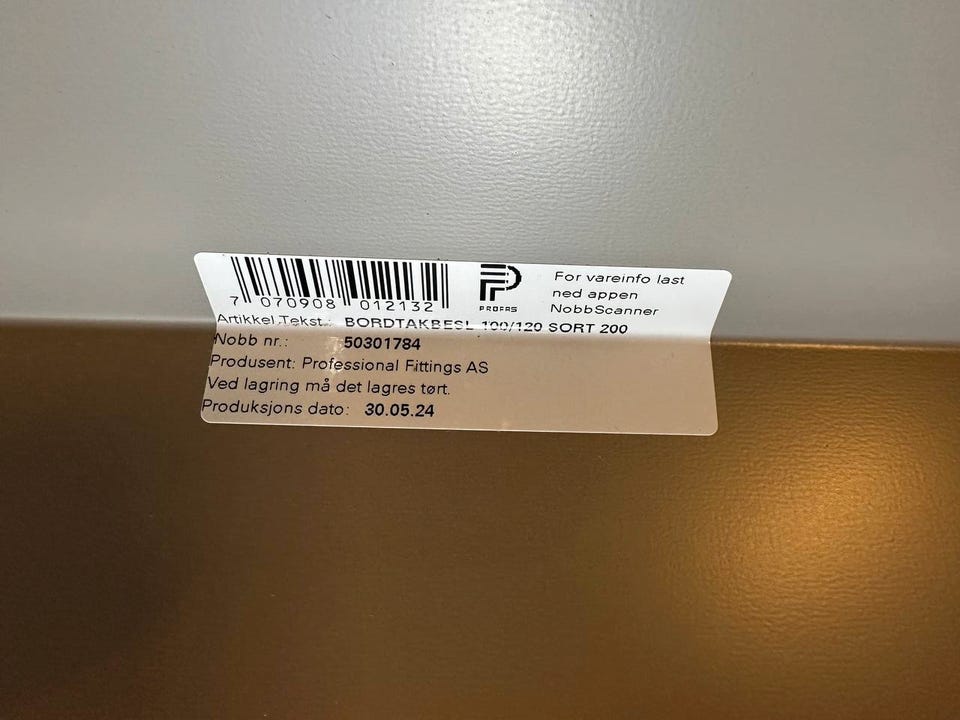 7 070908 012132
PROFAS
For vareinfo last
ned appen
NobbScanner
Artikkel Tekst.: BORDTAKBESL 100/120 SORT 200
Nobb nr.: 50301784
Produsent: Professional Fittings AS
Ved lagring må det lagres tørt.
Produksjons dato: 30.05.24